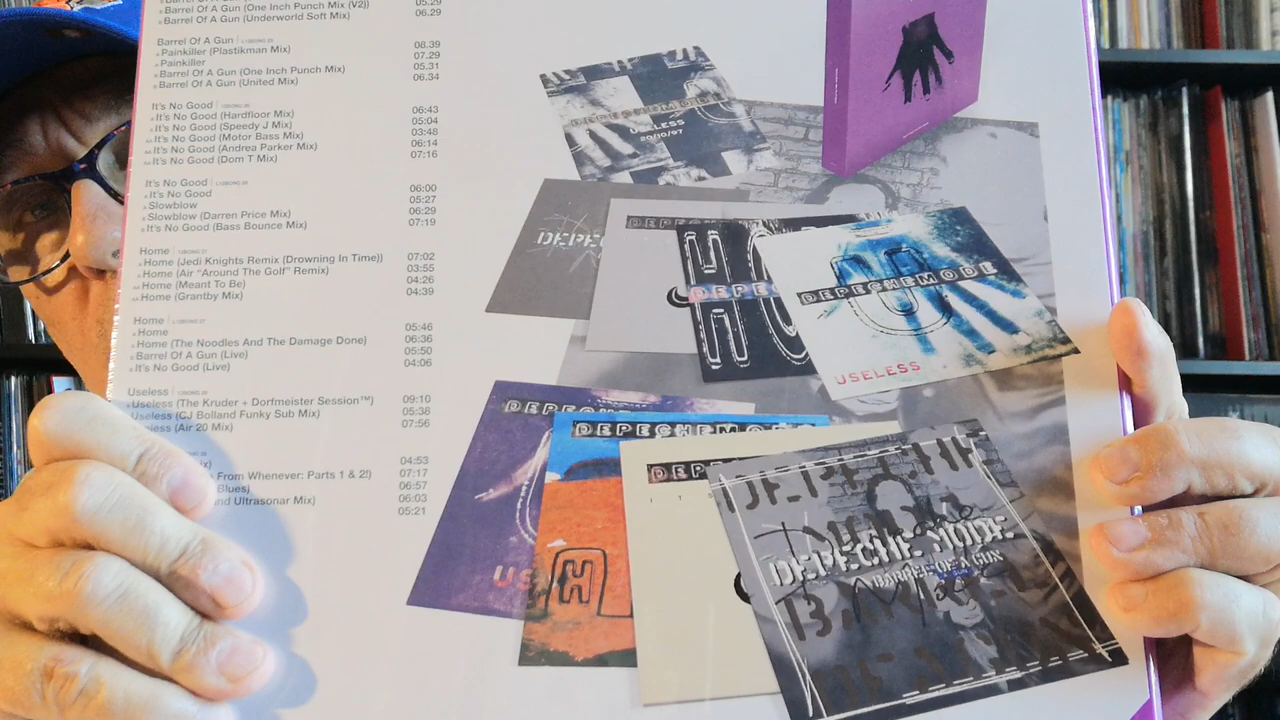 Barrel Of A Gun (One Inch Punch Mix (V2)) 05.29
Barrel Of A Gun (Underworld Soft Mix) 06.29
Barrel Of A Gun
Painkiller (Plastikman Mix) 08.39
Painkiller 07.29
Barrel Of A Gun (One Inch Punch Mix) 05.31
Barrel Of A Gun (United Mix) 06.34
It's No Good
It's No Good (Hardfloor Mix) 06:43
It's No Good (Speedy J Mix) 05:04
It's No Good (Motor Bass Mix) 03:48
It's No Good (Andrea Parker Mix) 06:14
It's No Good (Dom T Mix) 07:16
It's No Good
It's No Good 06:00
Slowblow 05:27
Slowblow (Darren Price Mix) 06:29
It's No Good (Bass Bounce Mix) 07:19
Home
Home (Jedi Knights Remix (Drowning In Time)) 07:02
Home (Air "Around The Golf" Remix) 03:55
Home (Meant To Be) 04:26
Home (Grantby Mix) 04:39
Home
Home 05:46
Home (The Noodles And The Damage Done) 06:36
Barrel Of A Gun (Live) 05:50
It's No Good (Live) 04:06
Useless
Useless (The Kruder + Dorfmeister Session™) 09:10
Useless (CJ Bolland Funky Sub Mix) 05:38
(Air 20 Mix) 07:56
04:53
From Whenever: Parts 1 & 2!) 07:17
Blues) 06:57
Ultrasonar Mix) 06:03
05:21
DEPECHE MODE
USELESS
20/10/97
DEPEC
DEPECHE
DEPEC
DEPECHE MODE
USELESS
DEPECHE
US
DEPECHE MODE
H
DEPE
I T S
DEPECHE
DEPECHE MODE
BARREL OF A GUN